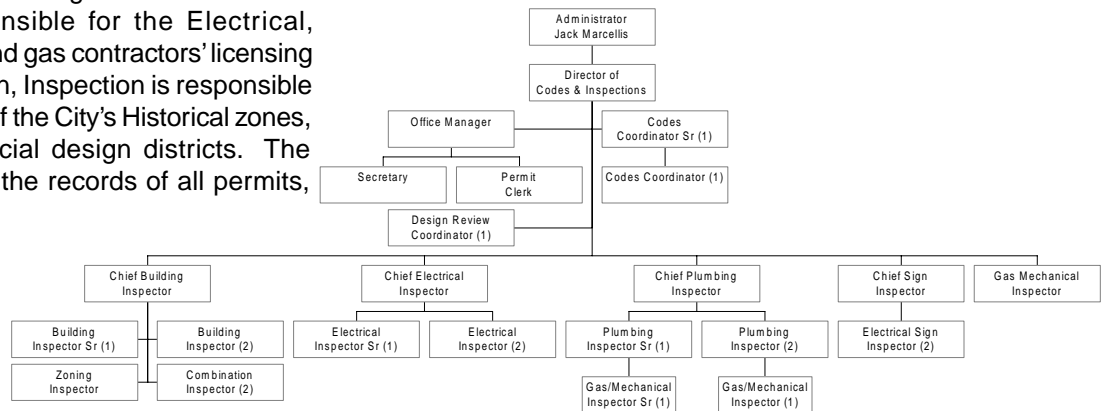 nsible for the Electrical,
nd gas contractors' licensing
n, Inspection is responsible
f the City's Historical zones,
cial design districts. The
the records of all permits,
Administrator
Jack Marcellis
Director of
Codes & Inspections
Office Manager
Codes
Coordinator Sr (1)
Secretary
Permit
Clerk
Codes Coordinator (1)
Design Review
Coordinator (1)
Chief Building
Inspector
Chief Electrical
Inspector
Chief Plumbing
Inspector
Chief Sign
Inspector
Gas Mechanical
Inspector
Building
Inspector Sr (1)
Building
Inspector (2)
Electrical
Inspector Sr (1)
Electrical
Inspector (2)
Plumbing
Inspector Sr (1)
Plumbing
Inspector (2)
Electrical Sign
Inspector (2)
Zoning
Inspector
Combination
Inspector (2)
Gas/Mechanical
Inspector Sr (1)
Gas/Mechanical
Inspector (1)